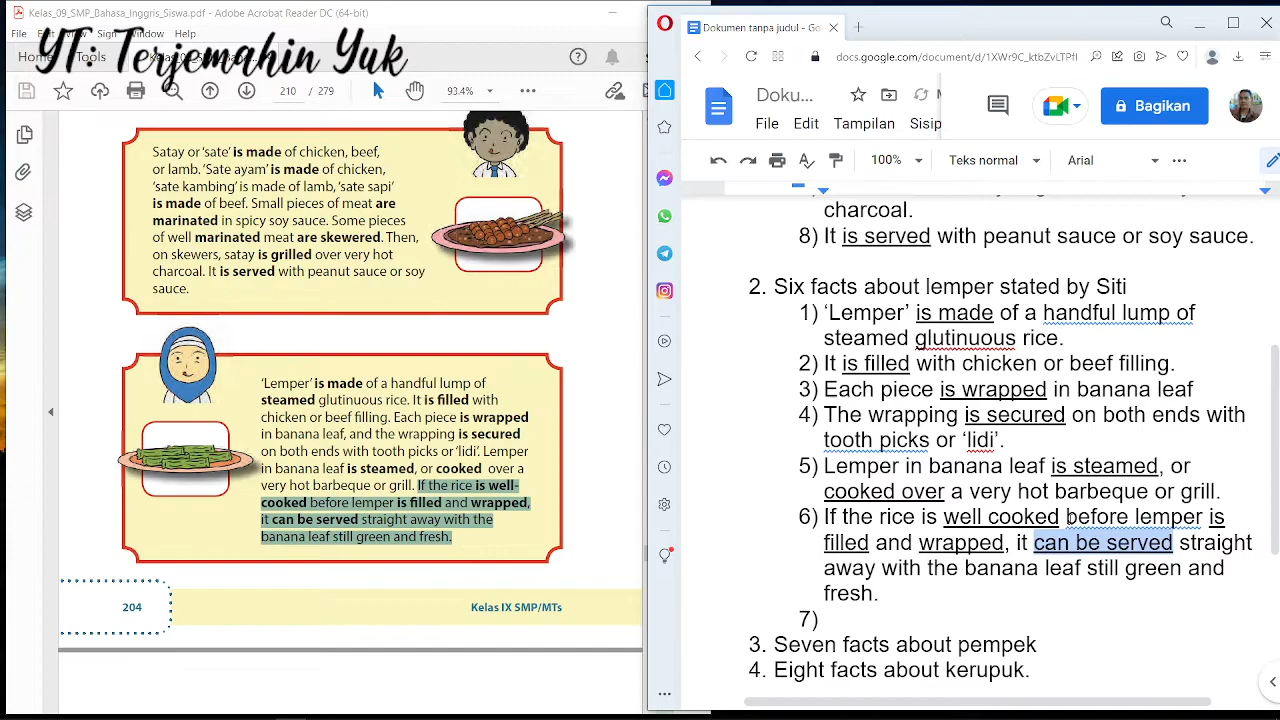 Kelas_09_SMP_Bahasa_Inggris_Siswa.pdf - Adobe Acrobat Reader DC (64-bit)
File Edit Sign Window Help
YT: Terjemahin Yuk
Home Tools
210 / 279
93.4%
Satay or 'sate' is made of chicken, beef,
or lamb. 'Sate ayam' is made of chicken,
'sate kambing' is made of lamb, 'sate sapi'
is made of beef. Small pieces of meat are
marinated in spicy soy sauce. Some pieces
of well marinated meat are skewered. Then,
on skewers, satay is grilled over very hot
charcoal. It is served with peanut sauce or soy
sauce.
'Lemper' is made of a handful lump of
steamed glutinous rice. It is filled with
chicken or beef filling. Each piece is wrapped
in banana leaf, and the wrapping is secured
on both ends with tooth picks or 'lidi'. Lemper
in banana leaf is steamed, or cooked over a
very hot barbeque or grill. If the rice is well-
cooked before lemper is filled and wrapped,
it can be served straight away with the
banana leaf still green and fresh.
204
Kelas IX SMP/MTs
Dokumen tanpa judul - Go
docs.google.com/document/d/1XWr9C_ktbZvLTPfl
Doku...
File Edit Tampilan Sisip
Bagikan
100% Teks normal Arial
charcoal.
8) It is served with peanut sauce or soy sauce.
2. Six facts about lemper stated by Siti
1) 'Lemper' is made of a handful lump of
steamed glutinous rice.
2) It is filled with chicken or beef filling.
3) Each piece is wrapped in banana leaf
4) The wrapping is secured on both ends with
tooth picks or 'lidi'.
5) Lemper in banana leaf is steamed, or
cooked over a very hot barbeque or grill.
6) If the rice is well cooked before lemper is
filled and wrapped, it can be served straight
away with the banana leaf still green and
fresh.
7)
3. Seven facts about pempek
4. Eight facts about kerupuk.